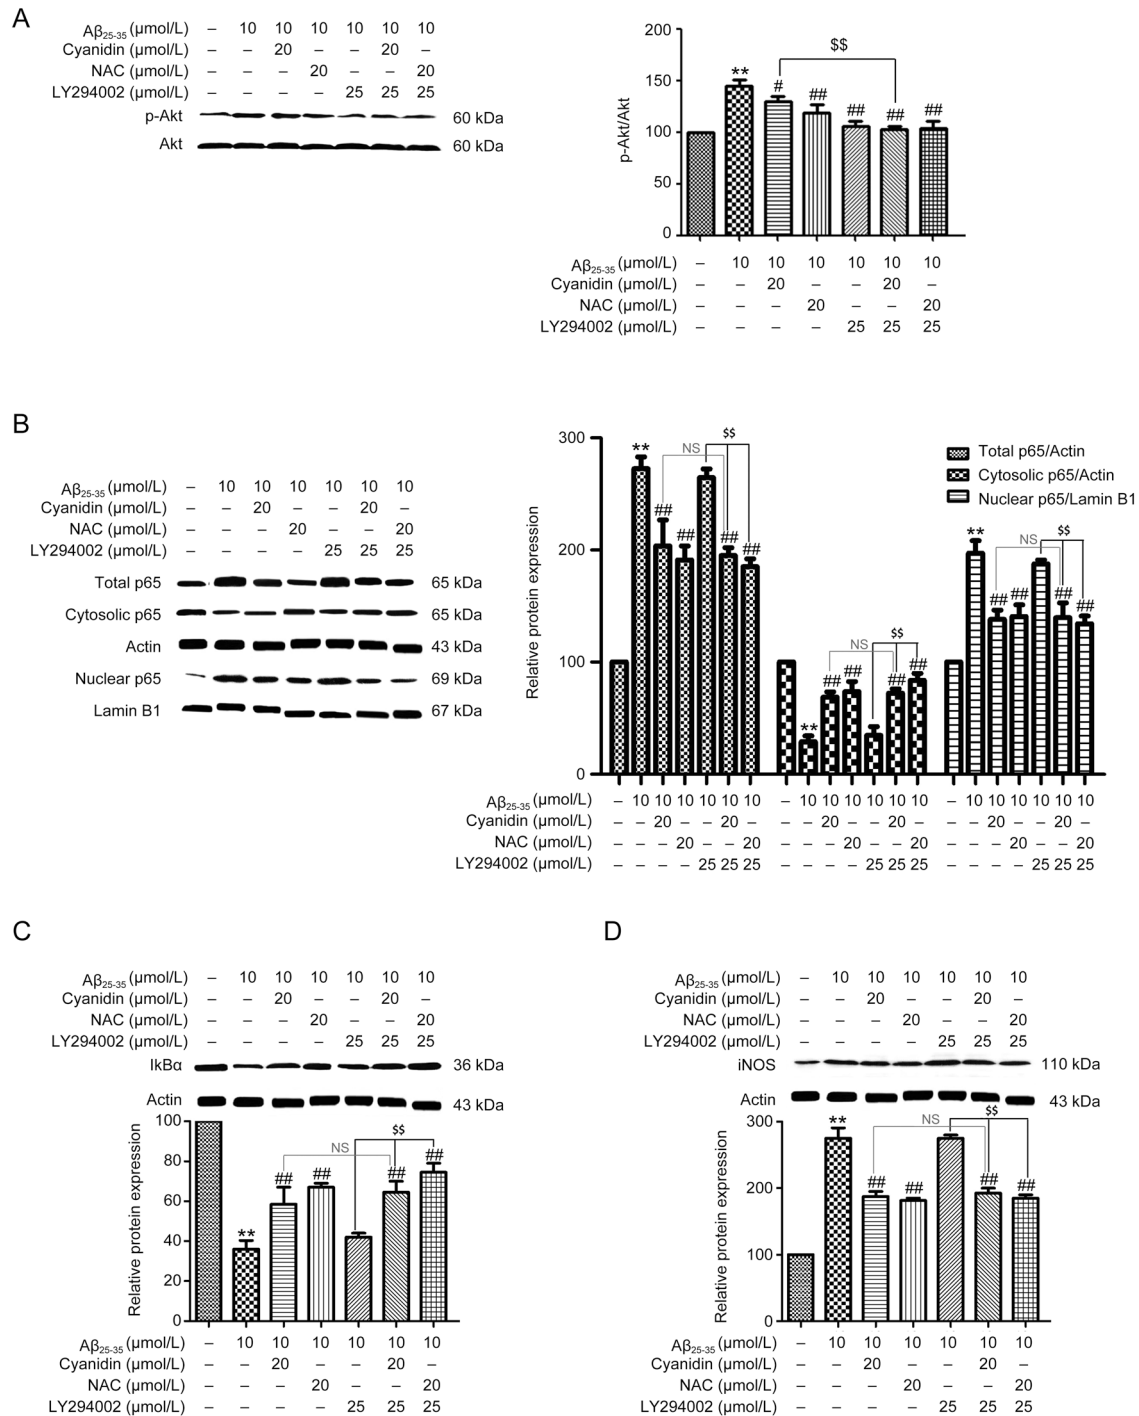 A
Aβ25-35 (μmol/L) – 10 10 10 10 10 10
Cyanidin (μmol/L) – – 20 – – 20 –
NAC (μmol/L) – – – 20 – – 20
LY294002 (μmol/L) – – – – 25 25 25
p-Akt 60 kDa
Akt 60 kDa
200
150
100
50
0
p-Akt/Akt
** # ## ## ## ##
$$
Aβ25-35 (μmol/L) – 10 10 10 10 10 10
Cyanidin (μmol/L) – – 20 – – 20 –
NAC (μmol/L) – – – 20 – – 20
LY294002 (μmol/L) – – – – 25 25 25
B
Aβ25-35 (μmol/L) – 10 10 10 10 10 10
Cyanidin (μmol/L) – – 20 – – 20 –
NAC (μmol/L) – – – 20 – – 20
LY294002 (μmol/L) – – – – 25 25 25
Total p65 65 kDa
Cytosolic p65 65 kDa
Actin 43 kDa
Nuclear p65 69 kDa
Lamin B1 67 kDa
300
200
100
0
Relative protein expression
** ## ## NS $$ ## ##
** ## ## NS $$ ## ##
** ## ## NS $$ ## ##
Total p65/Actin
Cytosolic p65/Actin
Nuclear p65/Lamin B1
Aβ25-35 (μmol/L) – 10 10 10 10 10 10 – 10 10 10 10 10 10 – 10 10 10 10 10 10
Cyanidin (μmol/L) – – 20 – – 20 – – – 20 – – 20 – – – 20 – – 20 –
NAC (μmol/L) – – – 20 – – 20 – – – 20 – – 20 – – – 20 – – 20
LY294002 (μmol/L) – – – – 25 25 25 – – – – 25 25 25 – – – – 25 25 25
C
Aβ25-35 (μmol/L) – 10 10 10 10 10 10
Cyanidin (μmol/L) – – 20 – – 20 –
NAC (μmol/L) – – – 20 – – 20
LY294002 (μmol/L) – – – – 25 25 25
IkBα 36 kDa
Actin 43 kDa
100
80
60
40
20
0
Relative protein expression
** ## ## NS $$ ## ##
Aβ25-35 (μmol/L) – 10 10 10 10 10 10
Cyanidin (μmol/L) – – 20 – – 20 –
NAC (μmol/L) – – – 20 – – 20
LY294002 (μmol/L) – – – – 25 25 25
D
Aβ25-35 (μmol/L) – 10 10 10 10 10 10
Cyanidin (μmol/L) – – 20 – – 20 –
NAC (μmol/L) – – – 20 – – 20
LY294002 (μmol/L) – – – – 25 25 25
iNOS 110 kDa
Actin 43 kDa
300
200
100
0
Relative protein expression
** ## ## NS $$ ## ##
Aβ25-35 (μmol/L) – 10 10 10 10 10 10
Cyanidin (μmol/L) – – 20 – – 20 –
NAC (μmol/L) – – – 20 – – 20
LY294002 (μmol/L) – – – – 25 25 25